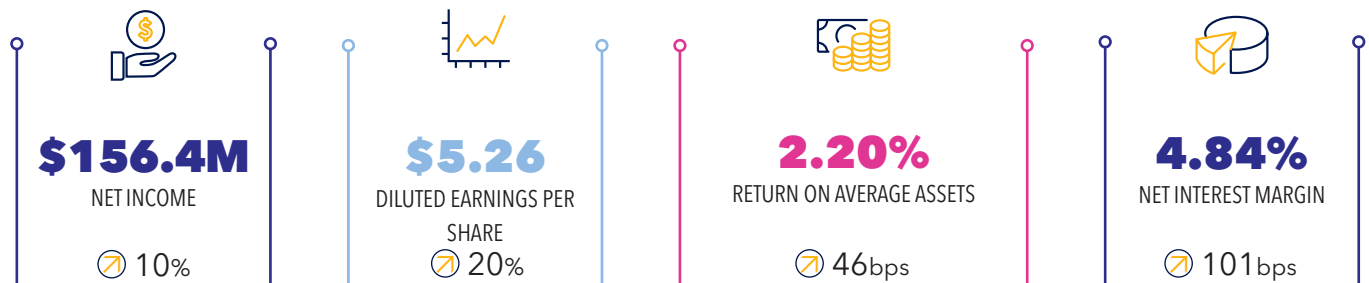 $156.4M
NET INCOME
10%
$5.26
DILUTED EARNINGS PER
SHARE
20%
2.20%
RETURN ON AVERAGE ASSETS
46bps
4.84%
NET INTEREST MARGIN
101bps